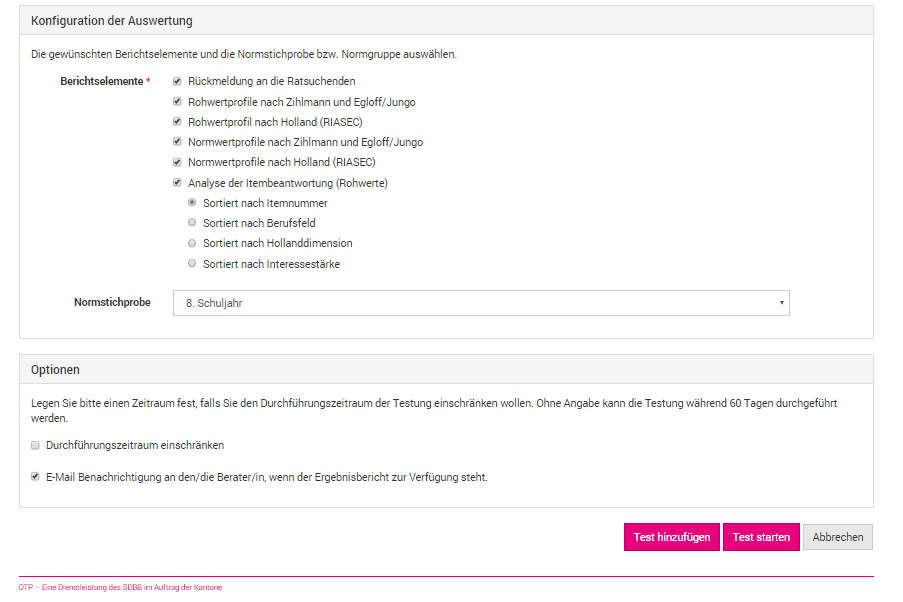 Konfiguration der Auswertung
Die gewünschten Berichtselemente und die Normstichprobe bzw. Normgruppe auswählen.
Berichtselemente *
Rückmeldung an die Ratsuchenden
Rohwertprofile nach Zihlmann und Egloff/Jungo
Rohwertprofil nach Holland (RIASEC)
Normwertprofile nach Zihlmann und Egloff/Jungo
Normwertprofile nach Holland (RIASEC)
Analyse der Itembeantwortung (Rohwerte)
Sortiert nach Itemnummer
Sortiert nach Berufsfeld
Sortiert nach Hollanddimension
Sortiert nach Interessestärke
Normstichprobe
8. Schuljahr
Optionen
Legen Sie bitte einen Zeitraum fest, falls Sie den Durchführungszeitraum der Testung einschränken wollen. Ohne Angabe kann die Testung während 60 Tagen durchgeführt
werden.
Durchführungszeitraum einschränken
E-Mail Benachrichtigung an den/die Berater/in, wenn der Ergebnisbericht zur Verfügung steht.
Test hinzufügen
Test starten
Abbrechen
OTP – Eine Dienstleistung des SDBB im Auftrag der Kantone